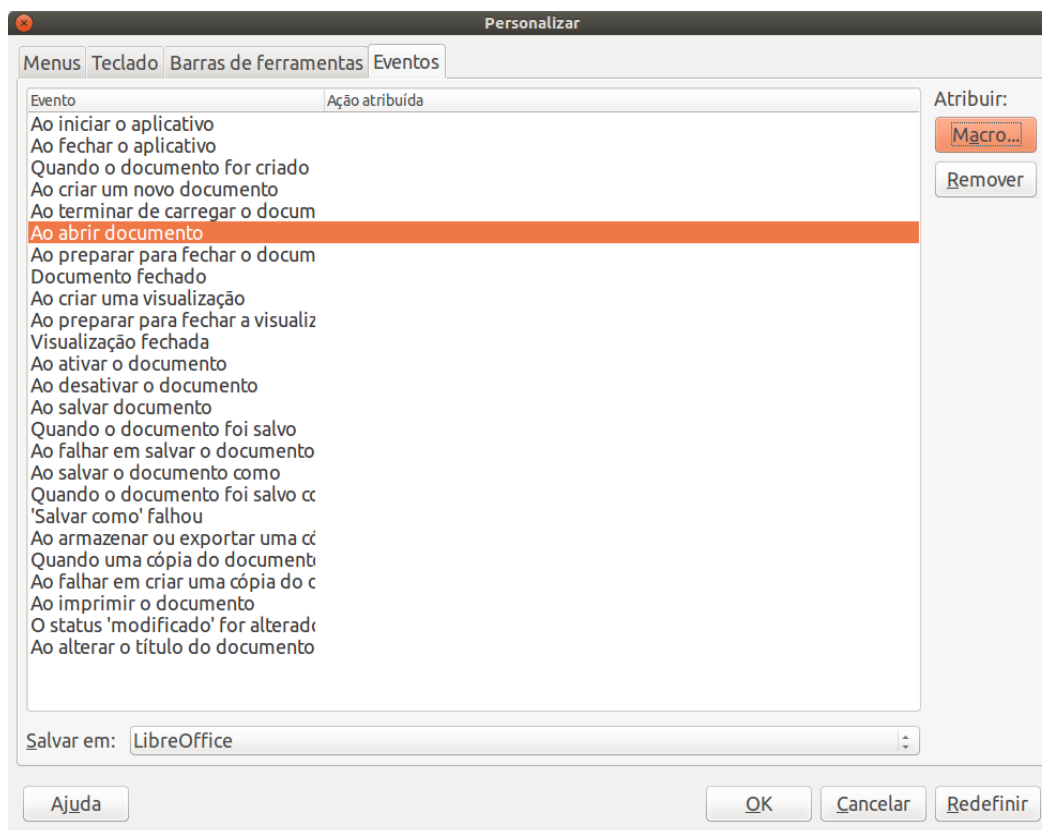 Personalizar
Menus Teclado Barras de ferramentas Eventos
Evento Ação atribuída
Atribuir:
Ao iniciar o aplicativo
Macro...
Ao fechar o aplicativo
Quando o documento for criado
Remover
Ao criar um novo documento
Ao terminar de carregar o docum
Ao abrir documento
Ao preparar para fechar o docum
Documento fechado
Ao criar uma visualização
Ao preparar para fechar a visualiz
Visualização fechada
Ao ativar o documento
Ao desativar o documento
Ao salvar documento
Quando o documento foi salvo
Ao falhar em salvar o documento
Ao salvar o documento como
Quando o documento foi salvo co
'Salvar como' falhou
Ao armazenar ou exportar uma có
Quando uma cópia do documento
Ao falhar em criar uma cópia do d
Ao imprimir o documento
O status 'modificado' for alterado
Ao alterar o título do documento
Salvar em: LibreOffice
Ajuda OK Cancelar Redefinir